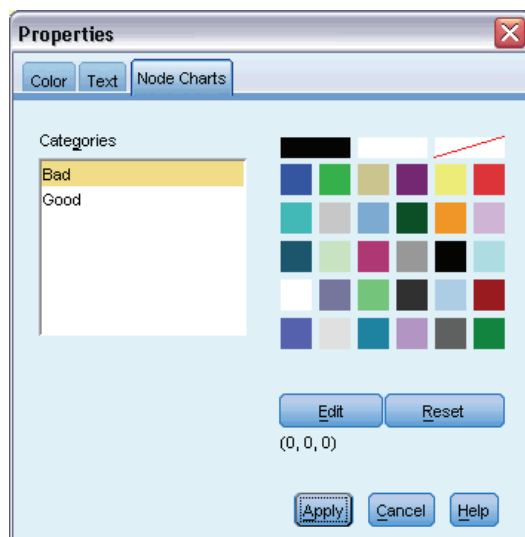 Properties
Color Text Node Charts
Categories
Bad
Good
Edit Reset
(0, 0, 0)
Apply Cancel Help